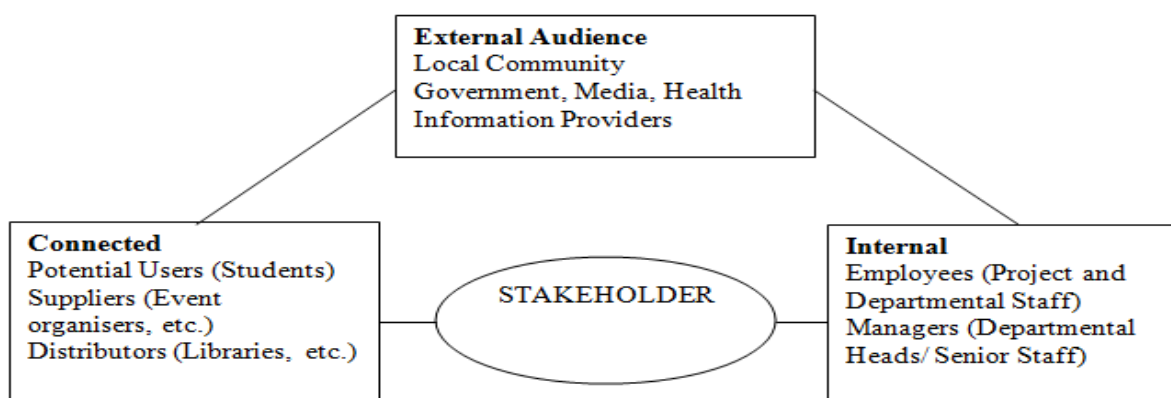 External Audience
Local Community
Government, Media, Health
Information Providers
Connected
Potential Users (Students)
Suppliers (Event
organisers, etc.)
Distributors (Libraries, etc.)
STAKEHOLDER
Internal
Employees (Project and
Departmental Staff)
Managers (Departmental
Heads/ Senior Staff)